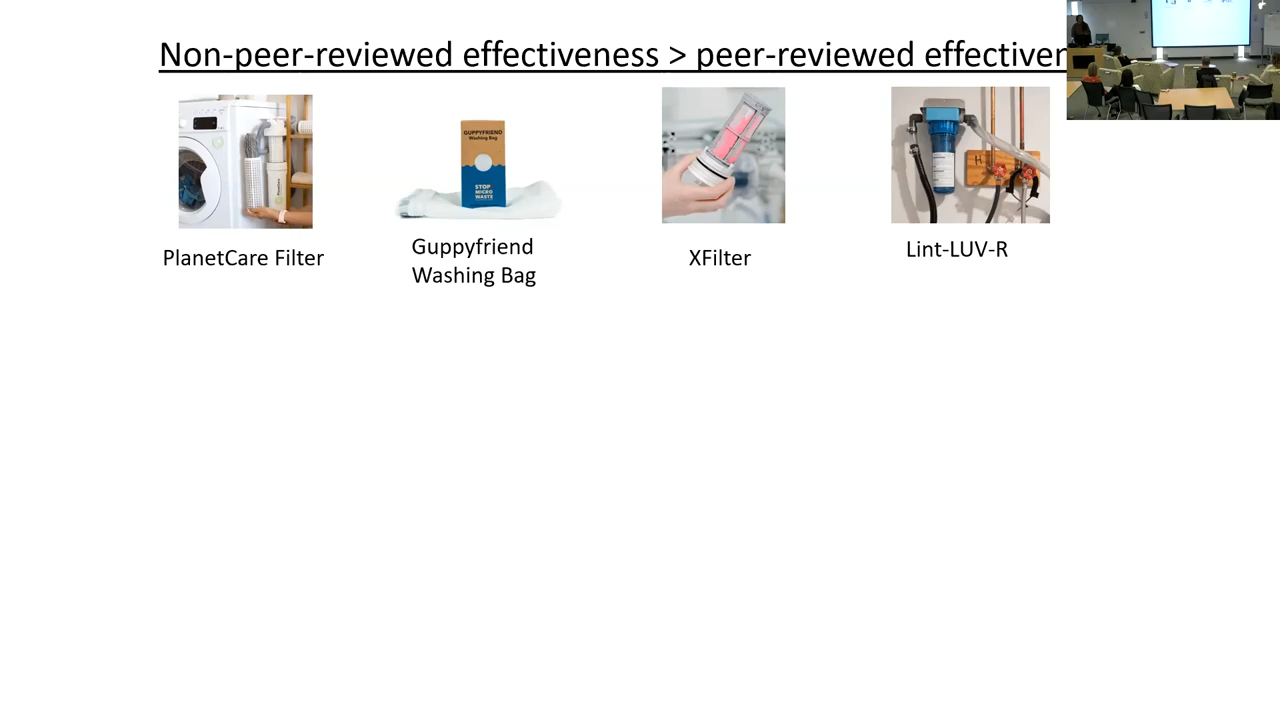 Non-peer-reviewed effectiveness > peer-reviewed effectiven
GUPPYFRIEND
Washing Bag
STOP
MICRO
WASTE
PlanetCare Filter
Guppyfriend
Washing Bag
XFilter
Lint-LUV-R